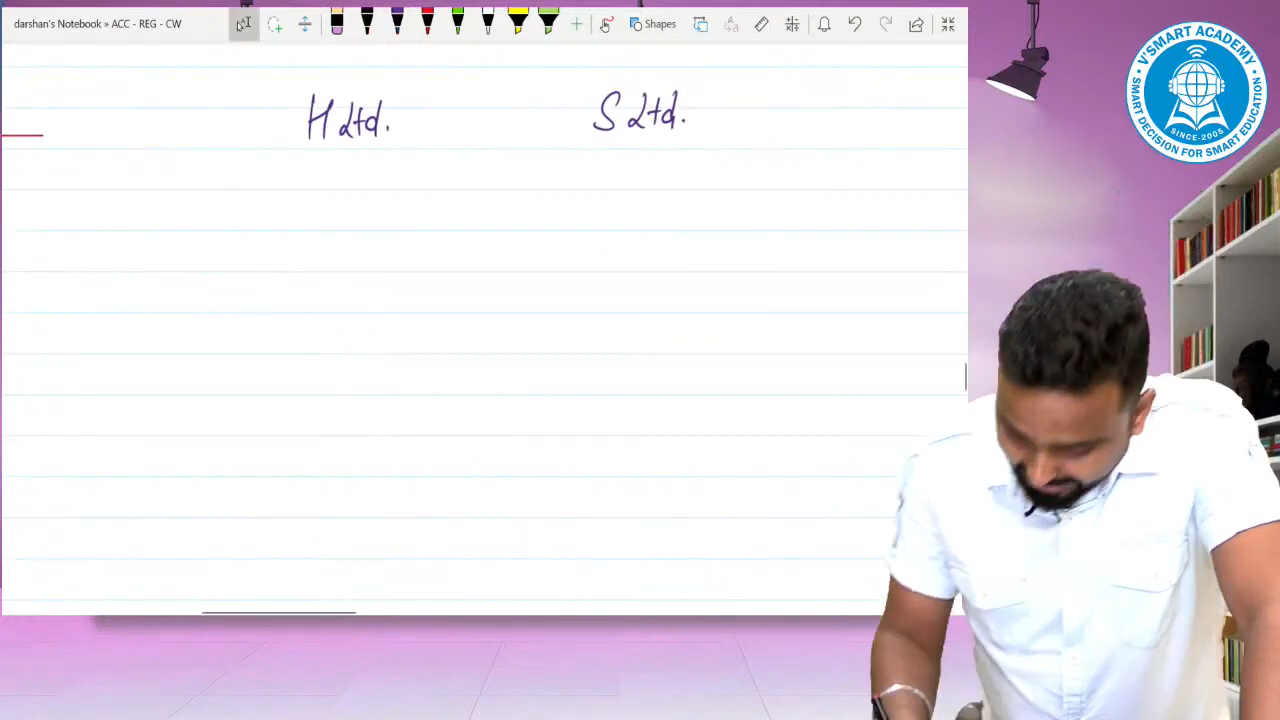 darshan's Notebook » ACC - REG - CW
Shapes
H Ltd. S Ltd.
V'SMART ACADEMY
SMART DECISION FOR SMART EDUCATION
SINCE-2005